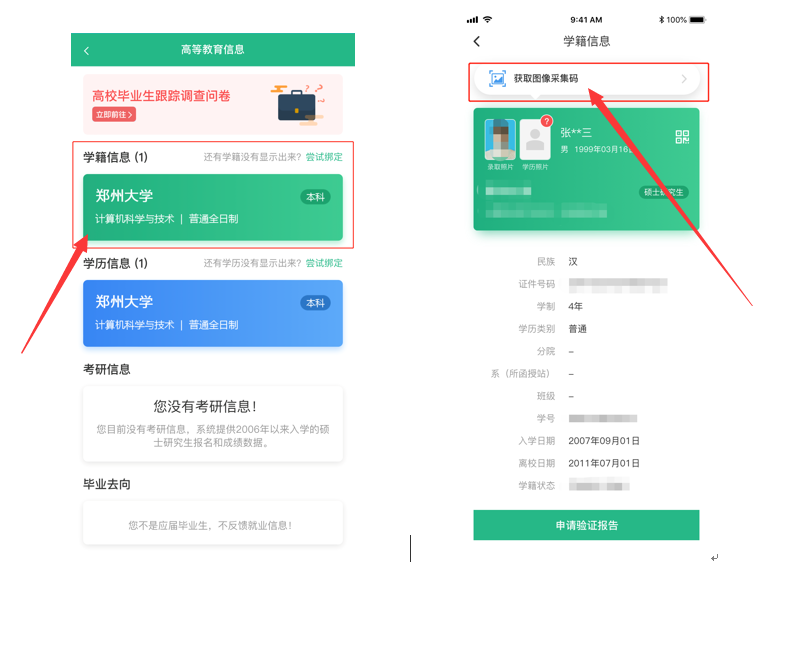 高等教育信息
高校毕业生跟踪调查问卷
立即前往
学籍信息 (1)
还有学籍没有显示出来? 尝试绑定
郑州大学
本科
计算机科学与技术 | 普通全日制
学历信息 (1)
还有学历没有显示出来? 尝试绑定
郑州大学
本科
计算机科学与技术 | 普通全日制
考研信息
您没有考研信息!
您目前没有考研信息，系统提供2006年以来入学的硕
士研究生报名和成绩数据。
毕业去向
您不是应届毕业生，不反馈就业信息!
9:41 AM
100%
学籍信息
获取图像采集码
?
张**三
男 1999年03月16
录取照片 学历照片
硕士研究生
民族 汉
证件号码
学制 4年
学历类别 普通
分院 –
系（所函授站） –
班级 –
学号
入学日期 2007年09月01日
离校日期 2011年07月01日
学籍状态
申请验证报告